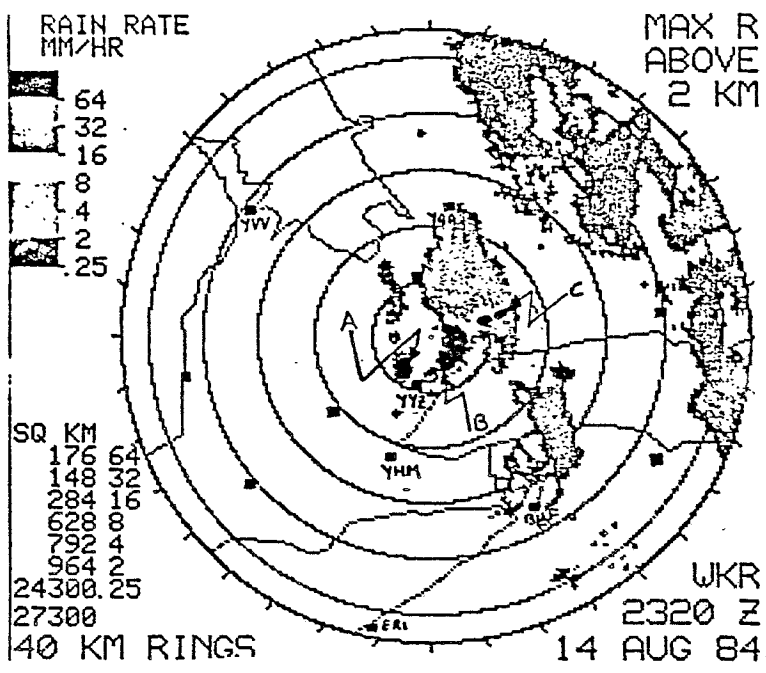 RAIN RATE
MM/HR
64
32
16
8
4
2
.25
MAX R
ABOVE
2 KM
YVV
A
B
C
YYZ
YHM
ERI
SQ KM
176 64
148 32
284 16
628 8
792 4
964 2
24300.25
27300
40 KM RINGS
WKR
2320 Z
14 AUG 84